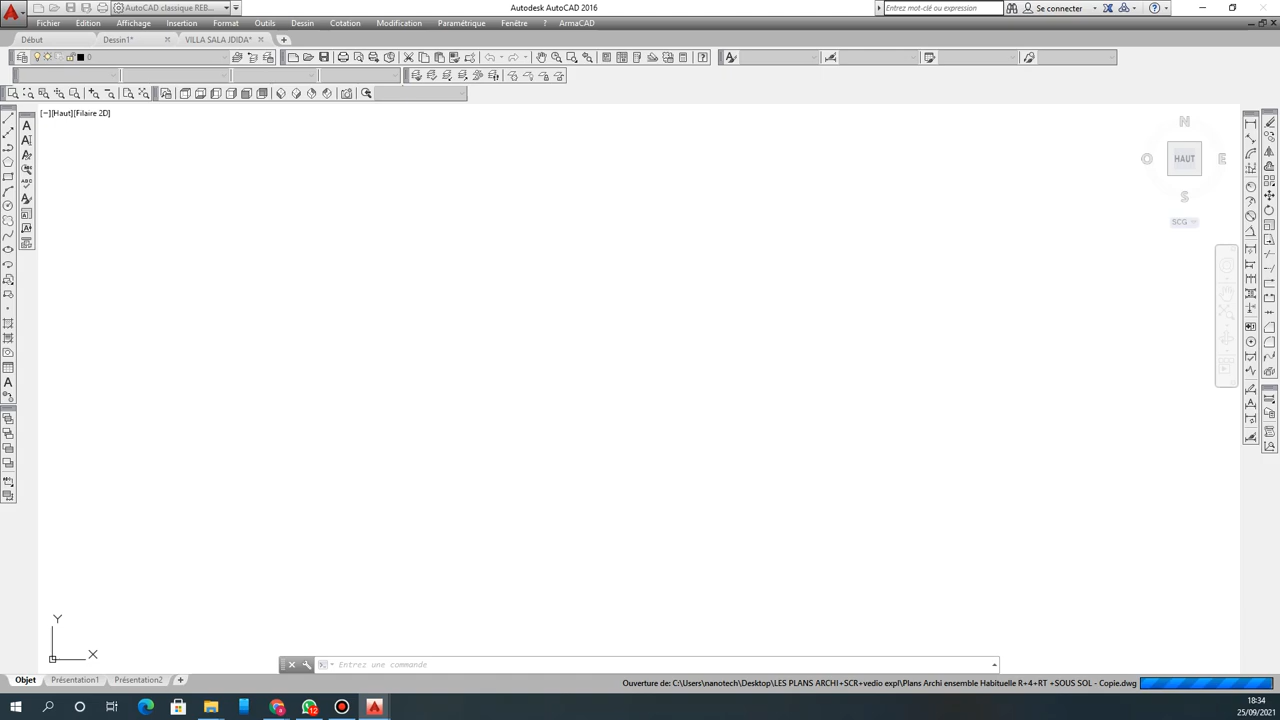 AutoCAD classique REB...
Autodesk AutoCAD 2016
Entrez mot-clé ou expression
Se connecter
Fichier Edition Affichage Insertion Format Outils Dessin Cotation Modification Paramétrique Fenêtre ? ArmaCAD
Début Dessin1* VILLA SALA JDIDA*
0
[−][Haut][Filaire 2D]
N
O HAUT E
S
SCG
Y
X
Entrez une commande
Objet Présentation1 Présentation2
Ouverture de: C:\Users\nanotech\Desktop\LES PLANS ARCHI+SCR+vedio expl\Plans Archi ensemble Habituelle R+4+RT +SOUS SOL - Copie.dwg
12
18:34
25/09/2021